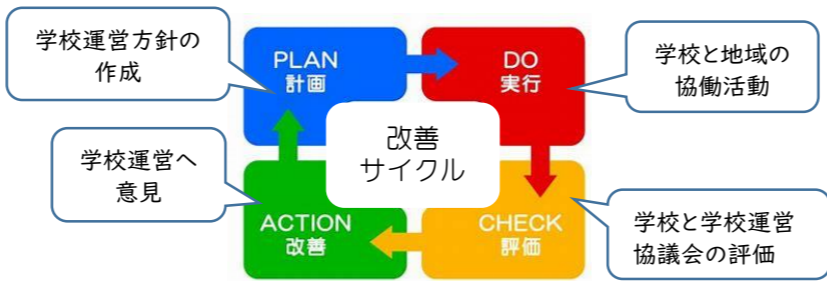 学校運営方針の
作成
PLAN
計画
DO
実行
学校と地域の
協働活動
改善
サイクル
学校運営へ
意見
ACTION
改善
CHECK
評価
学校と学校運営
協議会の評価